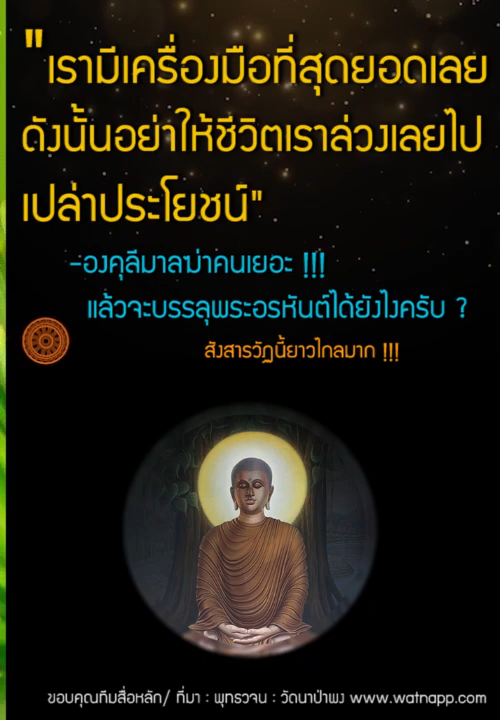 "เรามีเครื่องมือที่สุดยอดเลย
ดังนั้นอย่าให้ชีวิตเราล่วงเลยไป
เปล่าประโยชน์"
-องคุลีมาลฆ่าคนเยอะ !!!
แล้วจะบรรลุพระอรหันต์ได้ยังไงครับ ?
สังสารวัฏนี้ยาวไกลมาก !!!
ขอบคุณทีมสื่อหลัก/ ที่มา : พุทธวจน : วัดนาป่าพง www.watnapp.com